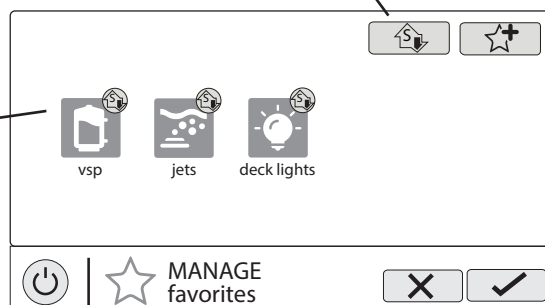 S
S
S
S
vsp
jets
deck lights
MANAGE
favorites